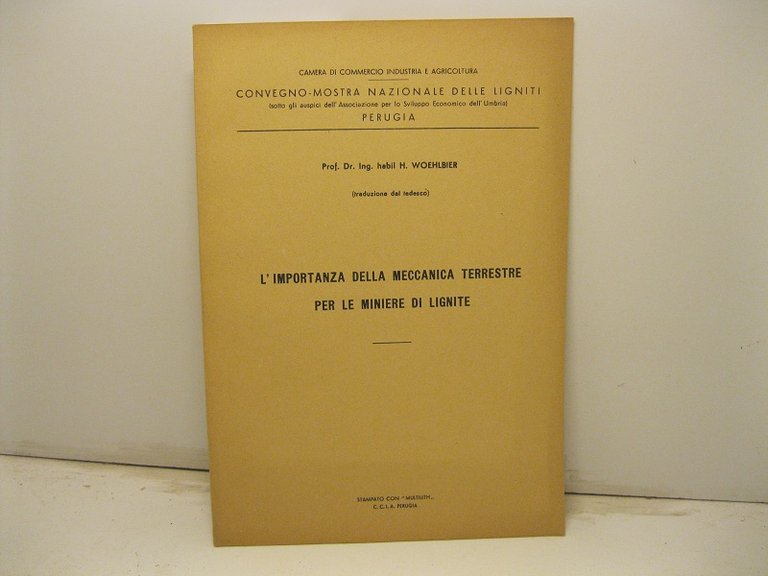 CAMERA DI COMMERCIO INDUSTRIA E AGRICOLTURA
CONVEGNO-MOSTRA NAZIONALE DELLE LIGNITI
(sotto gli auspici dell'Associazione per lo Sviluppo Economico dell'Umbria)
PERUGIA
Prof. Dr. Ing. habil H. WOEHLBIER
(traduzione dal tedesco)
L'IMPORTANZA DELLA MECCANICA TERRESTRE
PER LE MINIERE DI LIGNITE
STAMPATO CON "MULTILITH„
C. C. I. A. PERUGIA